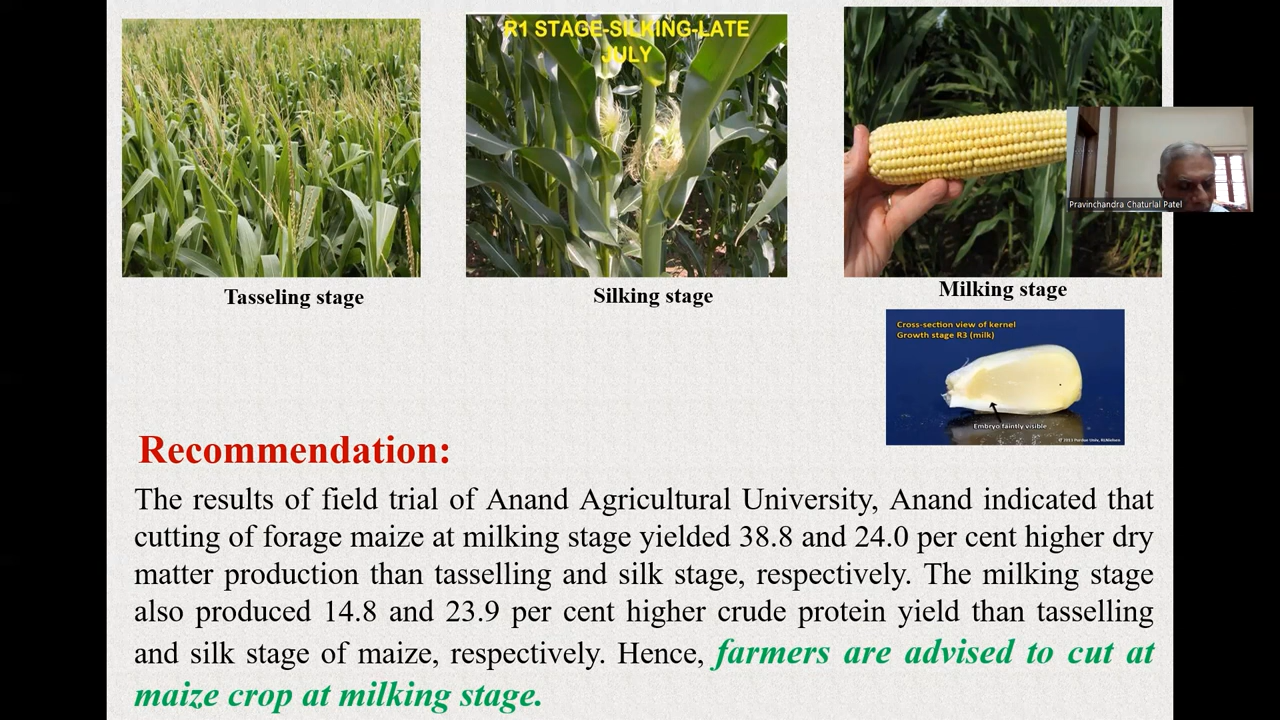 R1 STAGE-SILKING-LATE
JULY
Pravinchandra Chaturlal Patel
Tasseling stage
Silking stage
Milking stage
Cross-section view of kernel
Growth stage R3 (milk)
Embryo faintly visible
© 2011 Purdue Univ, RLNielsen
Recommendation:
The results of field trial of Anand Agricultural University, Anand indicated that
cutting of forage maize at milking stage yielded 38.8 and 24.0 per cent higher dry
matter production than tasselling and silk stage, respectively. The milking stage
also produced 14.8 and 23.9 per cent higher crude protein yield than tasselling
and silk stage of maize, respectively. Hence, farmers are advised to cut at
maize crop at milking stage.